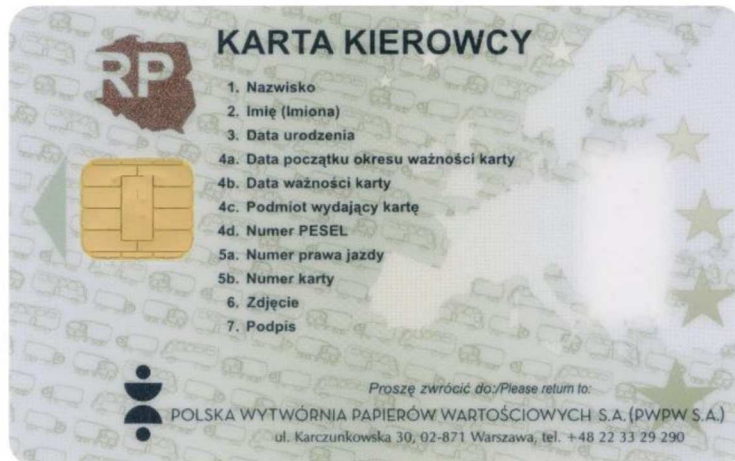 RP
KARTA KIEROWCY
1. Nazwisko
2. Imię (Imiona)
3. Data urodzenia
4a. Data początku okresu ważności karty
4b. Data ważności karty
4c. Podmiot wydający kartę
4d. Numer PESEL
5a. Numer prawa jazdy
5b. Numer karty
6. Zdjęcie
7. Podpis
Proszę zwrócić do:/Please return to:
POLSKA WYTWÓRNIA PAPIERÓW WARTOŚCIOWYCH S.A. (PWPW S.A.)
ul. Karczunkowska 30, 02-871 Warszawa, tel. +48 22 33 29 290